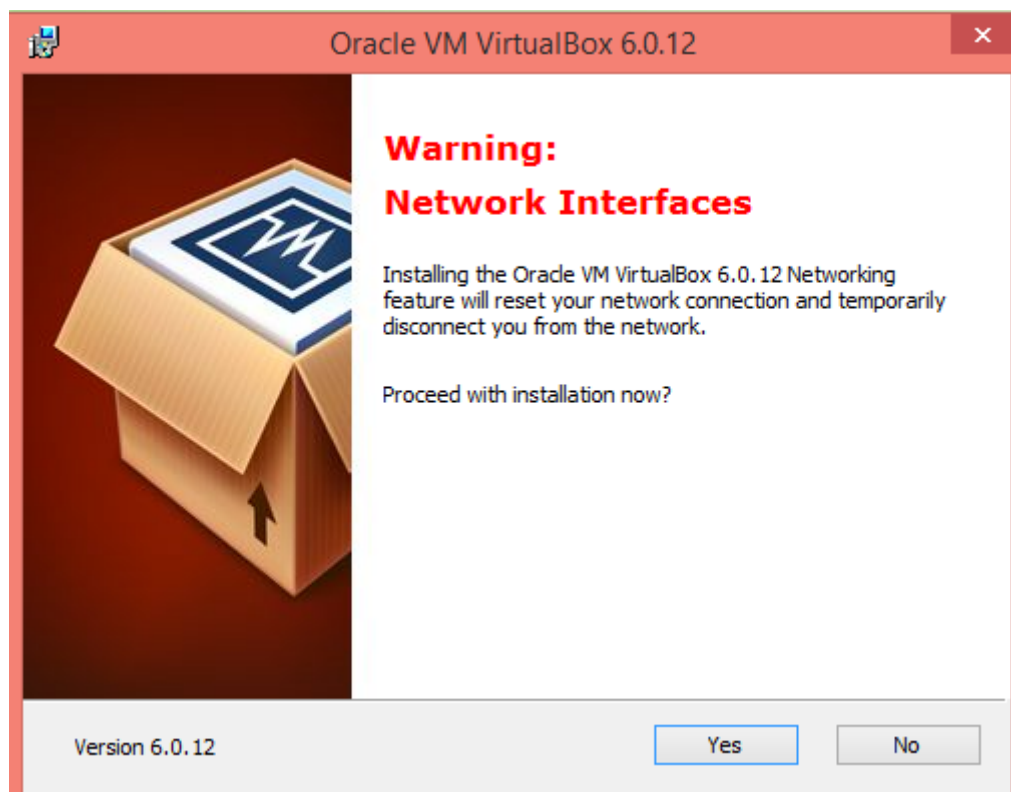 Oracle VM VirtualBox 6.0.12
Warning:
Network Interfaces
Installing the Oracle VM VirtualBox 6.0.12 Networking
feature will reset your network connection and temporarily
disconnect you from the network.
Proceed with installation now?
Version 6.0.12
Yes
No